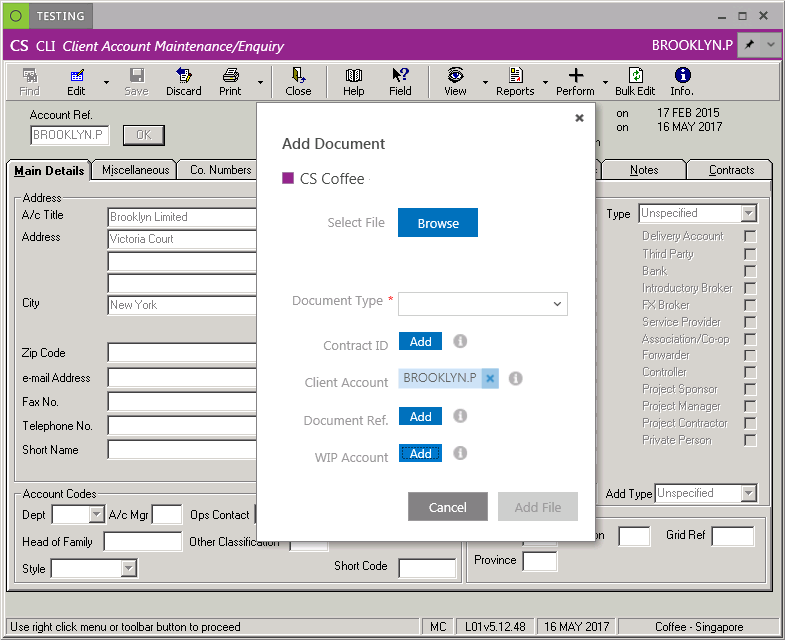 TESTING
CS CLI Client Account Maintenance/Enquiry BROOKLYN.P
Find Edit Save Discard Print Close Help Field View Reports Perform Bulk Edit Info.
Account Ref.
BROOKLYN.P OK
on 17 FEB 2015
on 16 MAY 2017
Main Details Miscellaneous Co. Numbers Notes Contracts
Address
A/c Title Brooklyn Limited
Address Victoria Court
City New York
Zip Code
e-mail Address
Fax No.
Telephone No.
Short Name
Type Unspecified
Delivery Account
Third Party
Bank
Introductory Broker
FX Broker
Service Provider
Association/Co-op
Forwarder
Controller
Project Sponsor
Project Manager
Project Contractor
Private Person
Add Type Unspecified
Add Document
CS Coffee
Select File Browse
Document Type *
Contract ID Add
Client Account BROOKLYN.P
Document Ref. Add
WIP Account Add
Cancel Add File
Account Codes
Dept A/c Mgr Ops Contact
Head of Family Other Classification
Style Short Code
on Grid Ref
Province
Use right click menu or toolbar button to proceed MC L01v5.12.48 16 MAY 2017 Coffee - Singapore